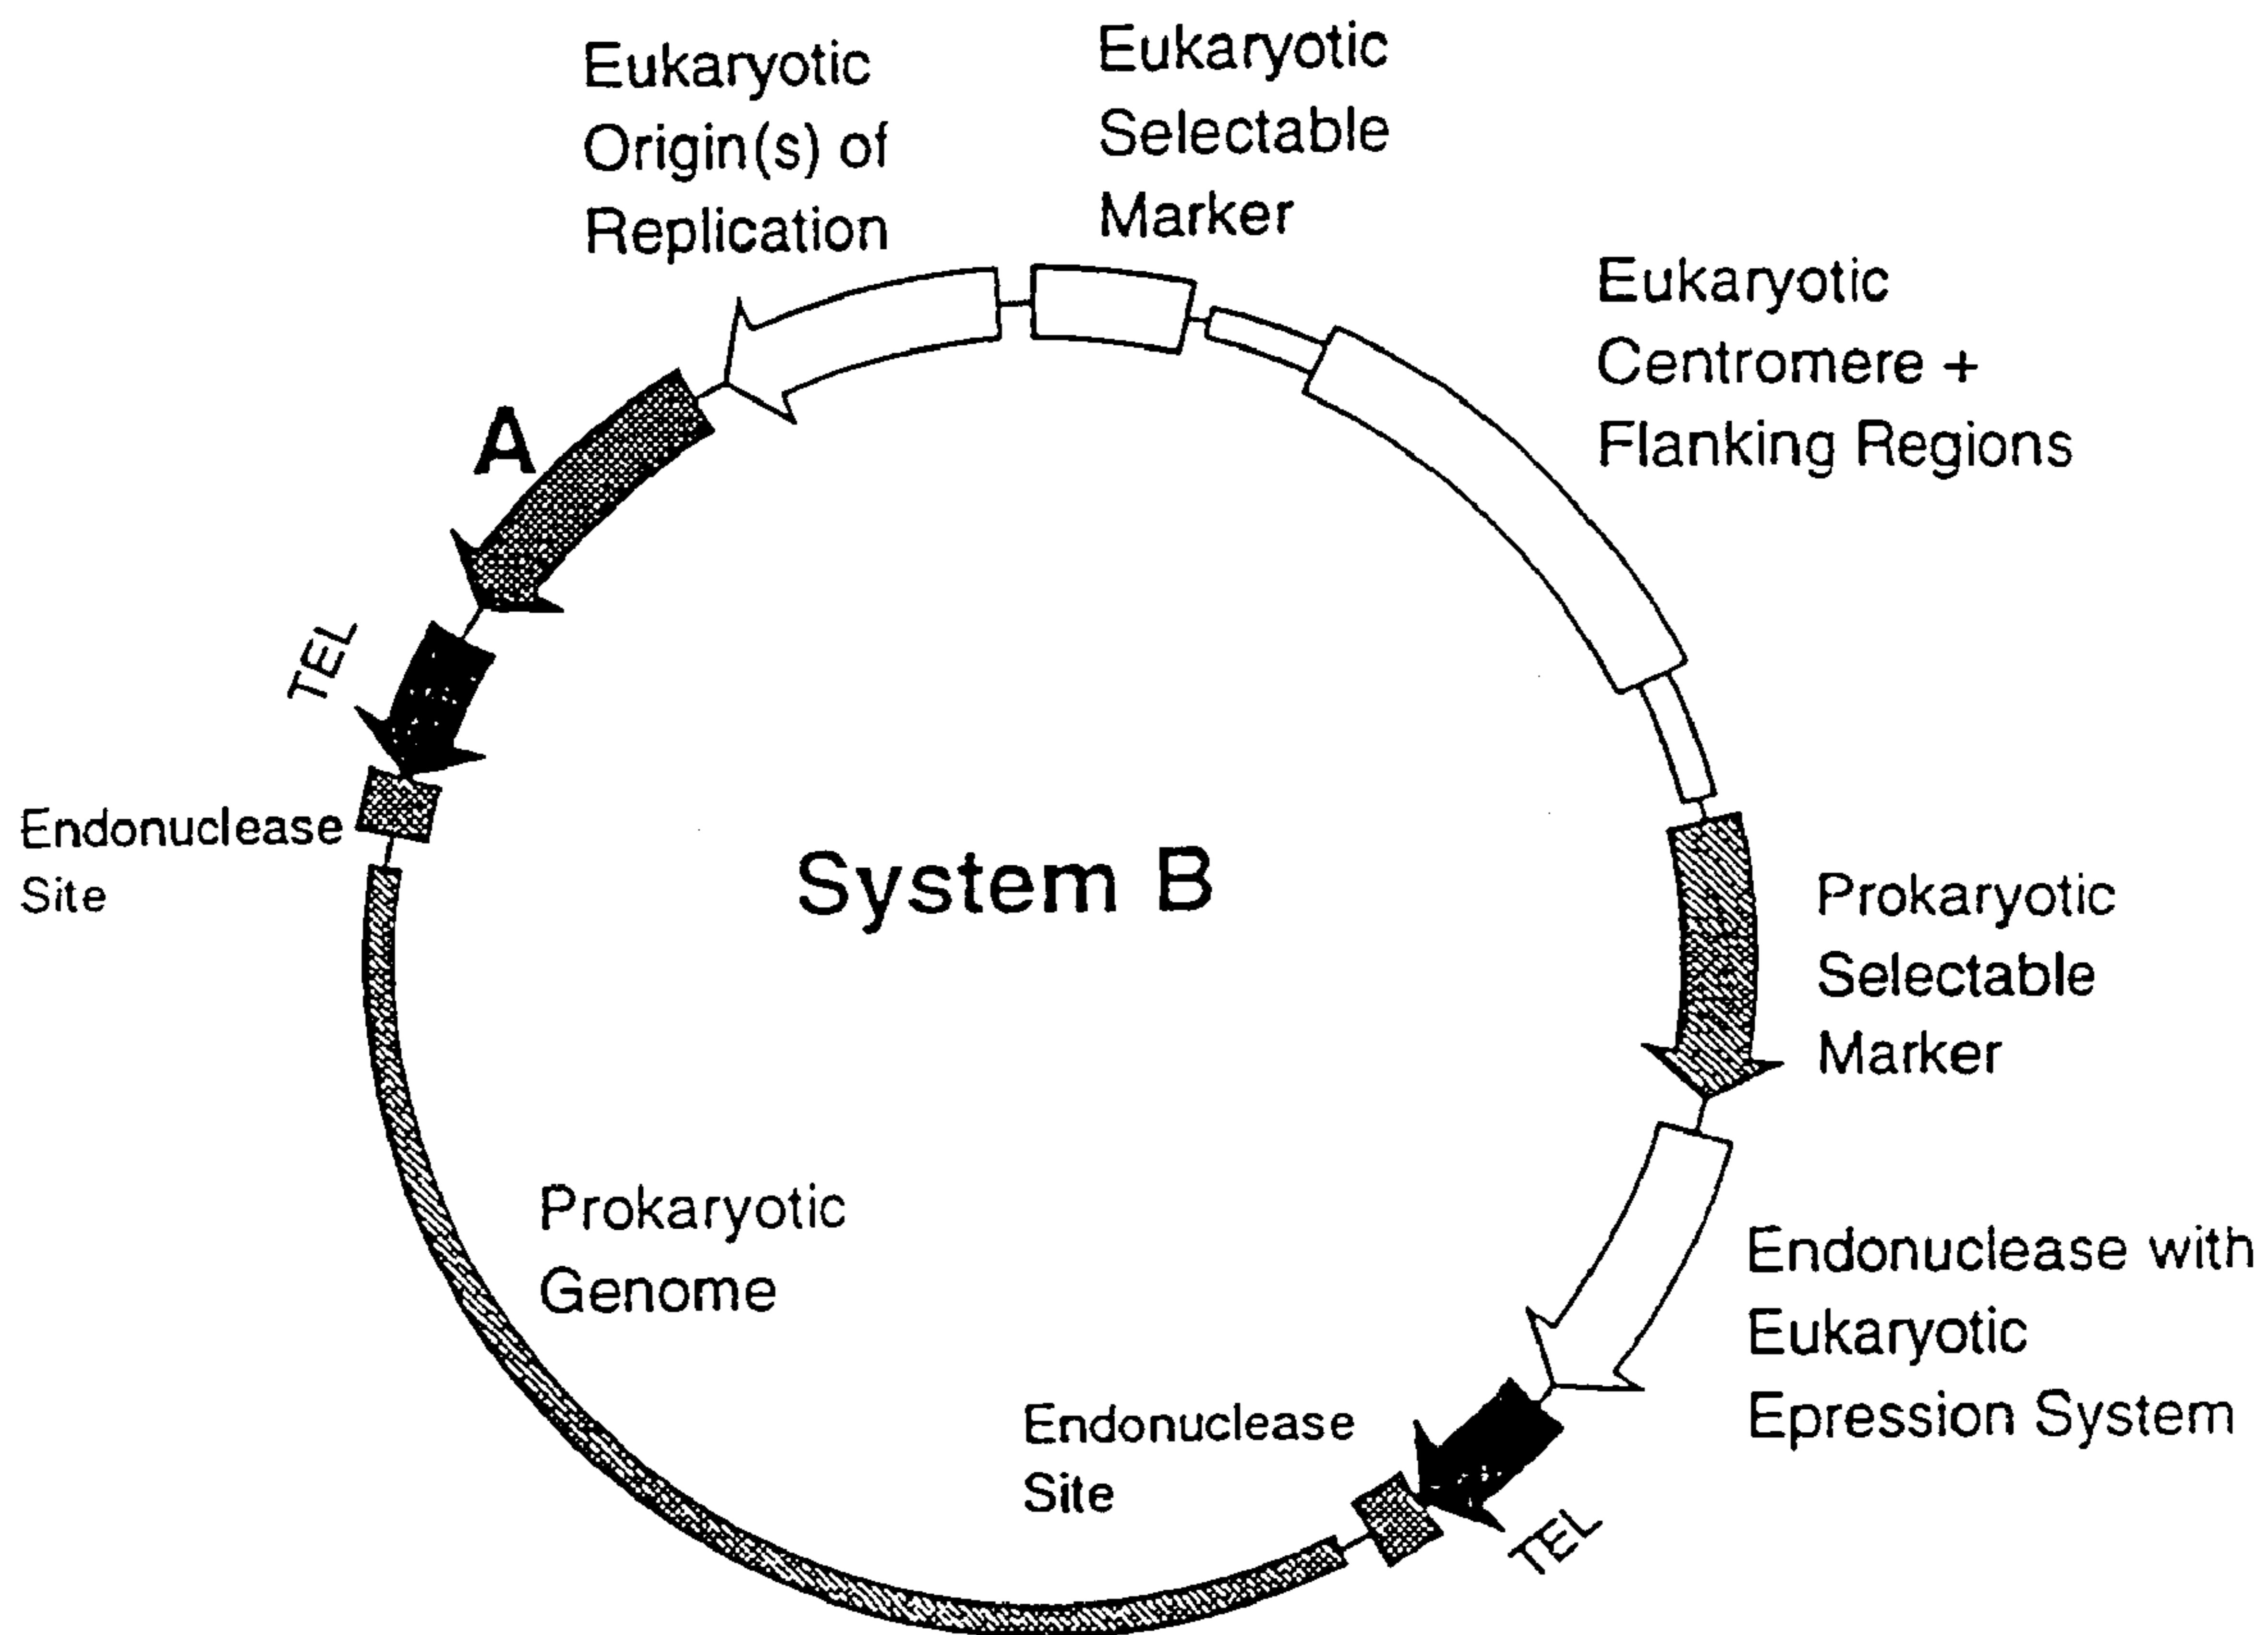 Eukaryotic
Origin(s) of
Replication
Eukaryotic
Selectable
Marker
Eukaryotic
Centromere +
Flanking Regions
A
TEL
Endonuclease
Site
System B
Prokaryotic
Selectable
Marker
Prokaryotic
Genome
Endonuclease with
Eukaryotic
Epression System
Endonuclease
Site
TEL